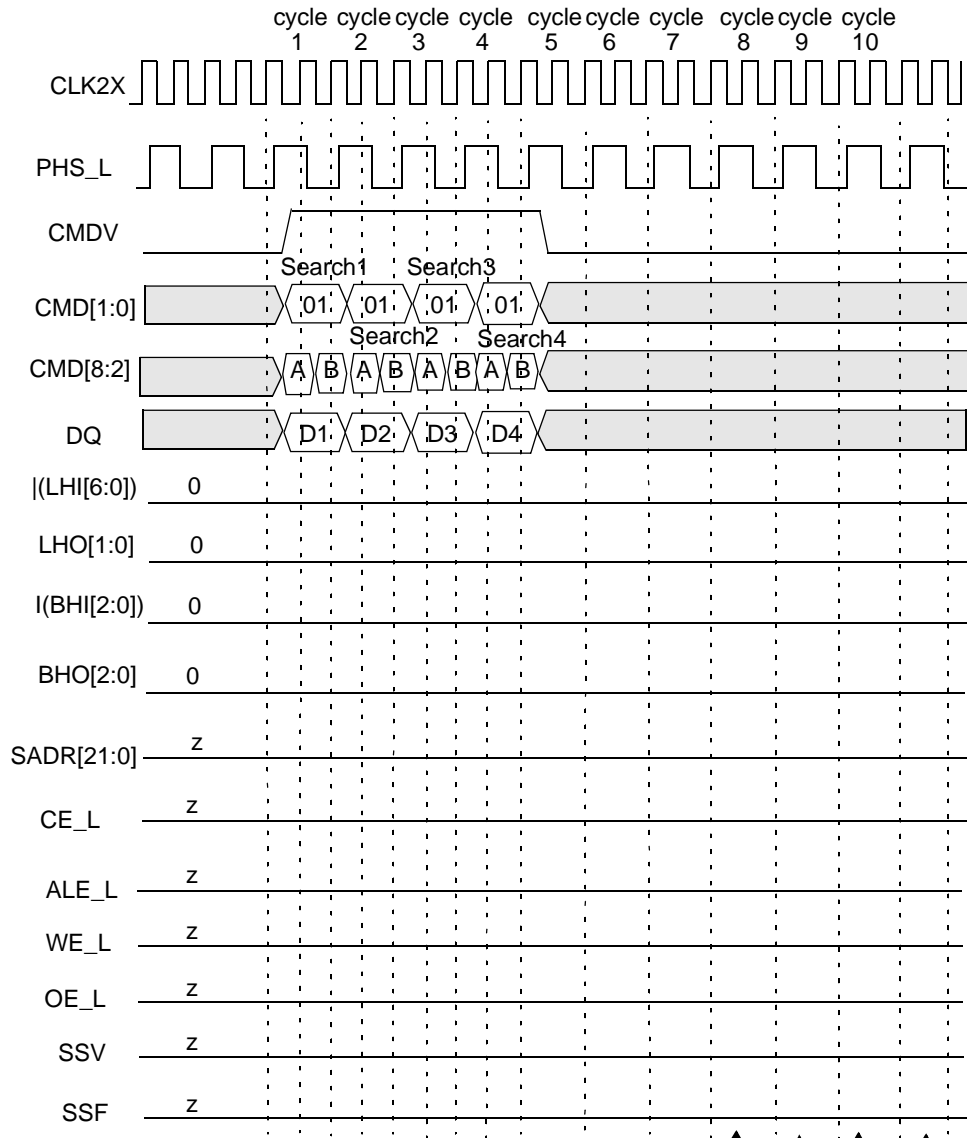 cycle cycle cycle cycle cycle cycle cycle cycle cycle cycle
1 2 3 4 5 6 7 8 9 10
CLK2X
PHS_L
CMDV
Search1 Search3
CMD[1:0] 01 01 01 01
Search2 Search4
CMD[8:2] A B A B A B A B
DQ D1 D2 D3 D4
|(LHI[6:0]) 0
LHO[1:0] 0
I(BHI[2:0]) 0
BHO[2:0] 0
SADR[21:0] z
CE_L z
ALE_L z
WE_L z
OE_L z
SSV z
SSF z